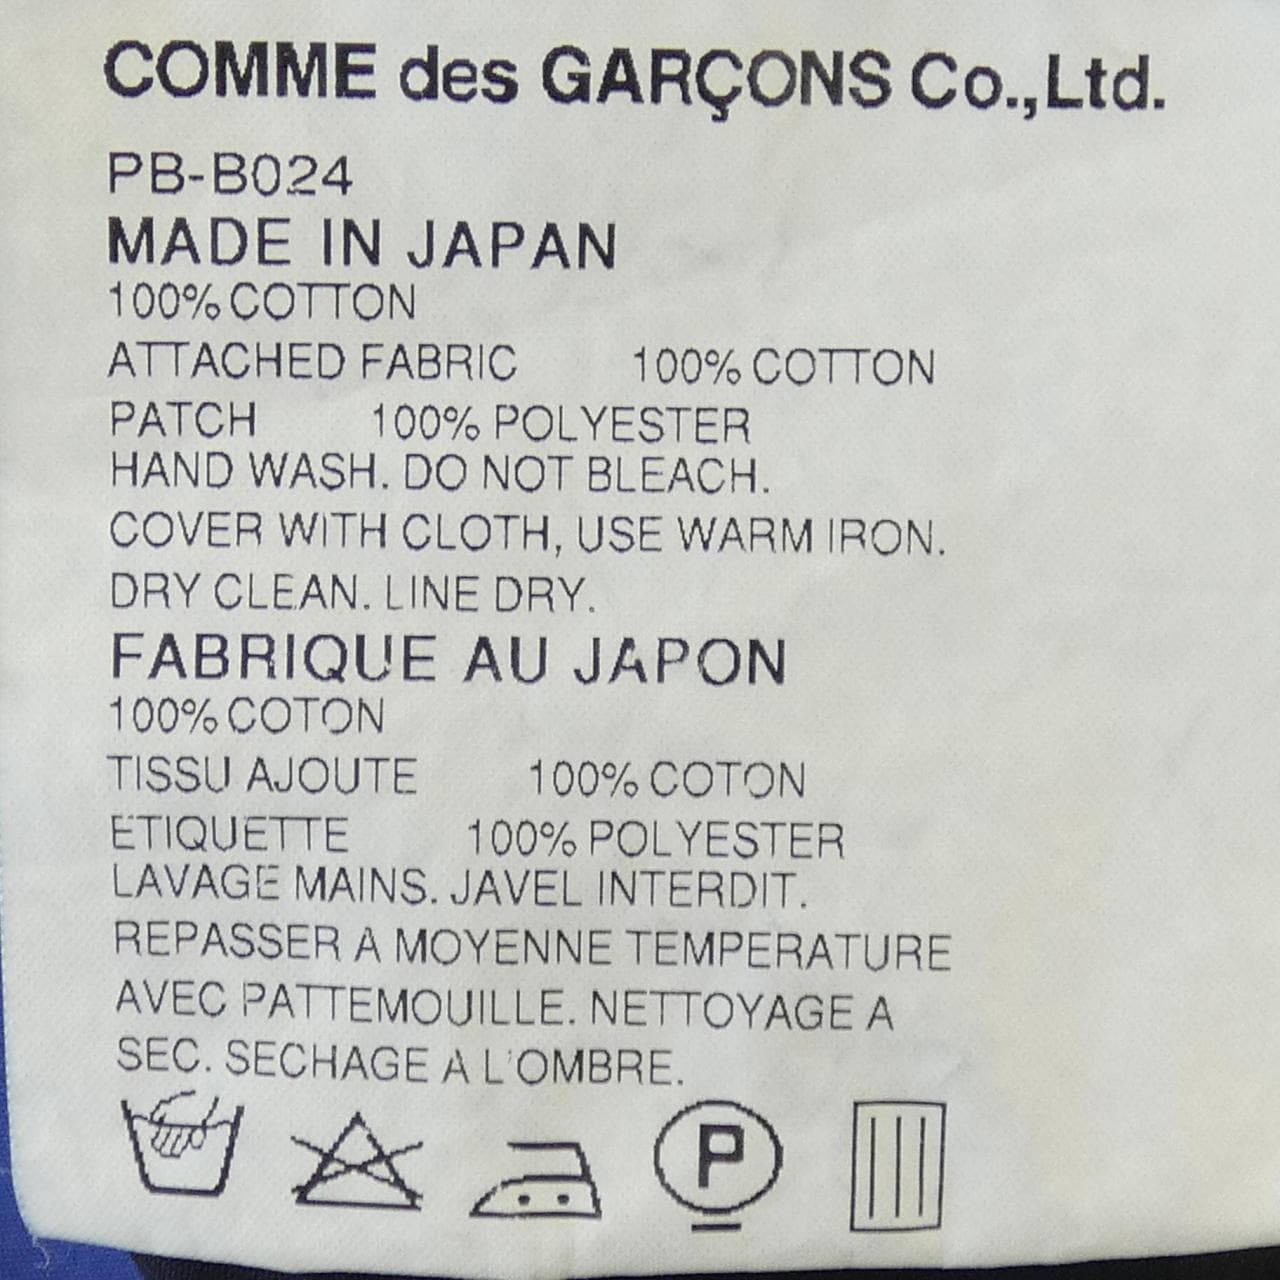 COMME des GARÇONS Co.,Ltd.
PB-B024
MADE IN JAPAN
100% COTTON
ATTACHED FABRIC 100% COTTON
PATCH 100% POLYESTER
HAND WASH. DO NOT BLEACH.
COVER WITH CLOTH, USE WARM IRON.
DRY CLEAN. LINE DRY.
FABRIQUE AU JAPON
100% COTON
TISSU AJOUTE 100% COTON
ETIQUETTE 100% POLYESTER
LAVAGE MAINS. JAVEL INTERDIT.
REPASSER A MOYENNE TEMPERATURE
AVEC PATTEMOUILLE. NETTOYAGE A
SEC. SECHAGE A L'OMBRE.
P